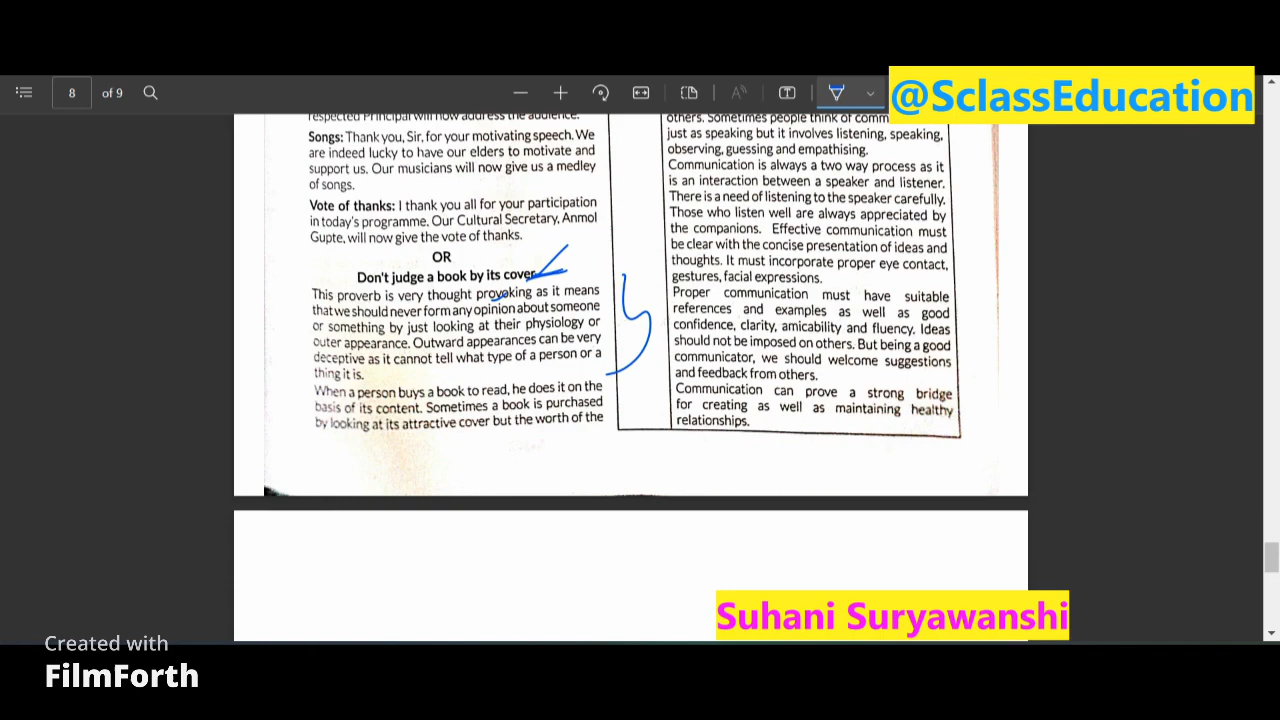 8 of 9
@SclassEducation
respected Principal will now address the audience.
Songs: Thank you, Sir, for your motivating speech. We
are indeed lucky to have our elders to motivate and
support us. Our musicians will now give us a medley
of songs.
Vote of thanks: I thank you all for your participation
in today's programme. Our Cultural Secretary, Anmol
Gupte, will now give the vote of thanks.
OR
Don't judge a book by its cover
This proverb is very thought provoking as it means
that we should never form any opinion about someone
or something by just looking at their physiology or
outer appearance. Outward appearances can be very
deceptive as it cannot tell what type of a person or a
thing it is.
When a person buys a book to read, he does it on the
basis of its content. Sometimes a book is purchased
by looking at its attractive cover but the worth of the
others. Sometimes people think of comm
just as speaking but it involves listening, speaking,
observing, guessing and empathising.
Communication is always a two way process as it
is an interaction between a speaker and listener.
There is a need of listening to the speaker carefully.
Those who listen well are always appreciated by
the companions. Effective communication must
be clear with the concise presentation of ideas and
thoughts. It must incorporate proper eye contact,
gestures, facial expressions.
Proper communication must have suitable
references and examples as well as good
confidence, clarity, amicability and fluency. Ideas
should not be imposed on others. But being a good
communicator, we should welcome suggestions
and feedback from others.
Communication can prove a strong bridge
for creating as well as maintaining healthy
relationships.
Suhani Suryawanshi
Created with
FilmForth